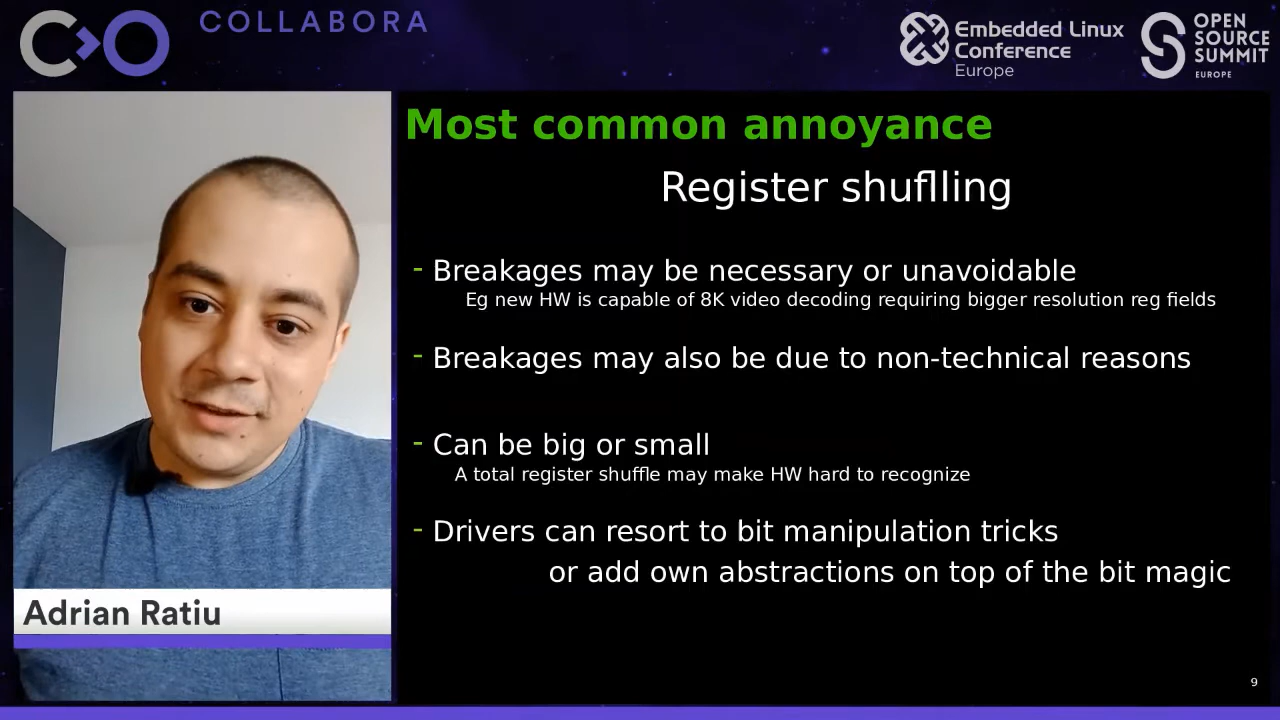 COLLABORA
Embedded Linux
Conference
Europe
OPEN
SOURCE
SUMMIT
EUROPE
Most common annoyance
Register shuflling
- Breakages may be necessary or unavoidable
Eg new HW is capable of 8K video decoding requiring bigger resolution reg fields
- Breakages may also be due to non-technical reasons
- Can be big or small
A total register shuffle may make HW hard to recognize
- Drivers can resort to bit manipulation tricks
or add own abstractions on top of the bit magic
Adrian Ratiu
9